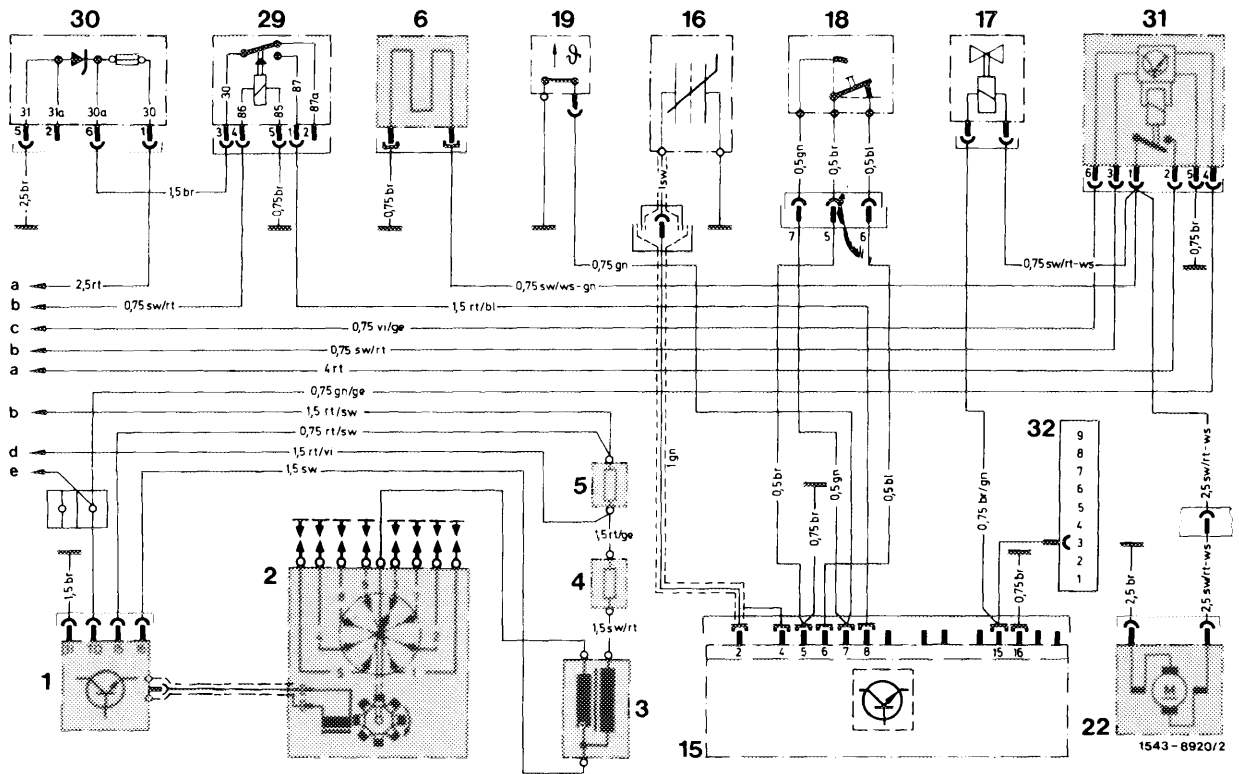 30 29 6 19 16 18 17 31
31 31a 30a 30
5 2 6 1
30 86 85 87 87a
3 4 5 1 2
ϑ
6 3 1 2 5 4
2,5 br
1,5 br
0,75 br
0,75 br
1 sw
0,5 gn
0,5 br
0,5 bl
7 5 6
0,75 br
0,75 gn
0,75 sw/rt-ws
a 2,5 rt
0,75 sw/ws-gn
b 0,75 sw/rt
1,5 rt/bl
c 0,75 vi/ge
b 0,75 sw/rt
a 4 rt
0,75 gn/ge
b 1,5 rt/sw
0,75 rt/sw
d 1,5 rt/vi
e 1,5 sw
1 gn
0,5 br
0,75 br
0,5 gn
0,5 bl
0,75 br/gn
0,75 br
32
9
8
7
6
5
4
3
2
1
2,5 sw/rt-ws
2,5 sw/rt-ws
2,5 br
5
1,5 rt/ge
4
1,5 sw/rt
1,5 br
2
1
3
2 4 5 6 7 8 15 16
15
M
22
1543-8920/2